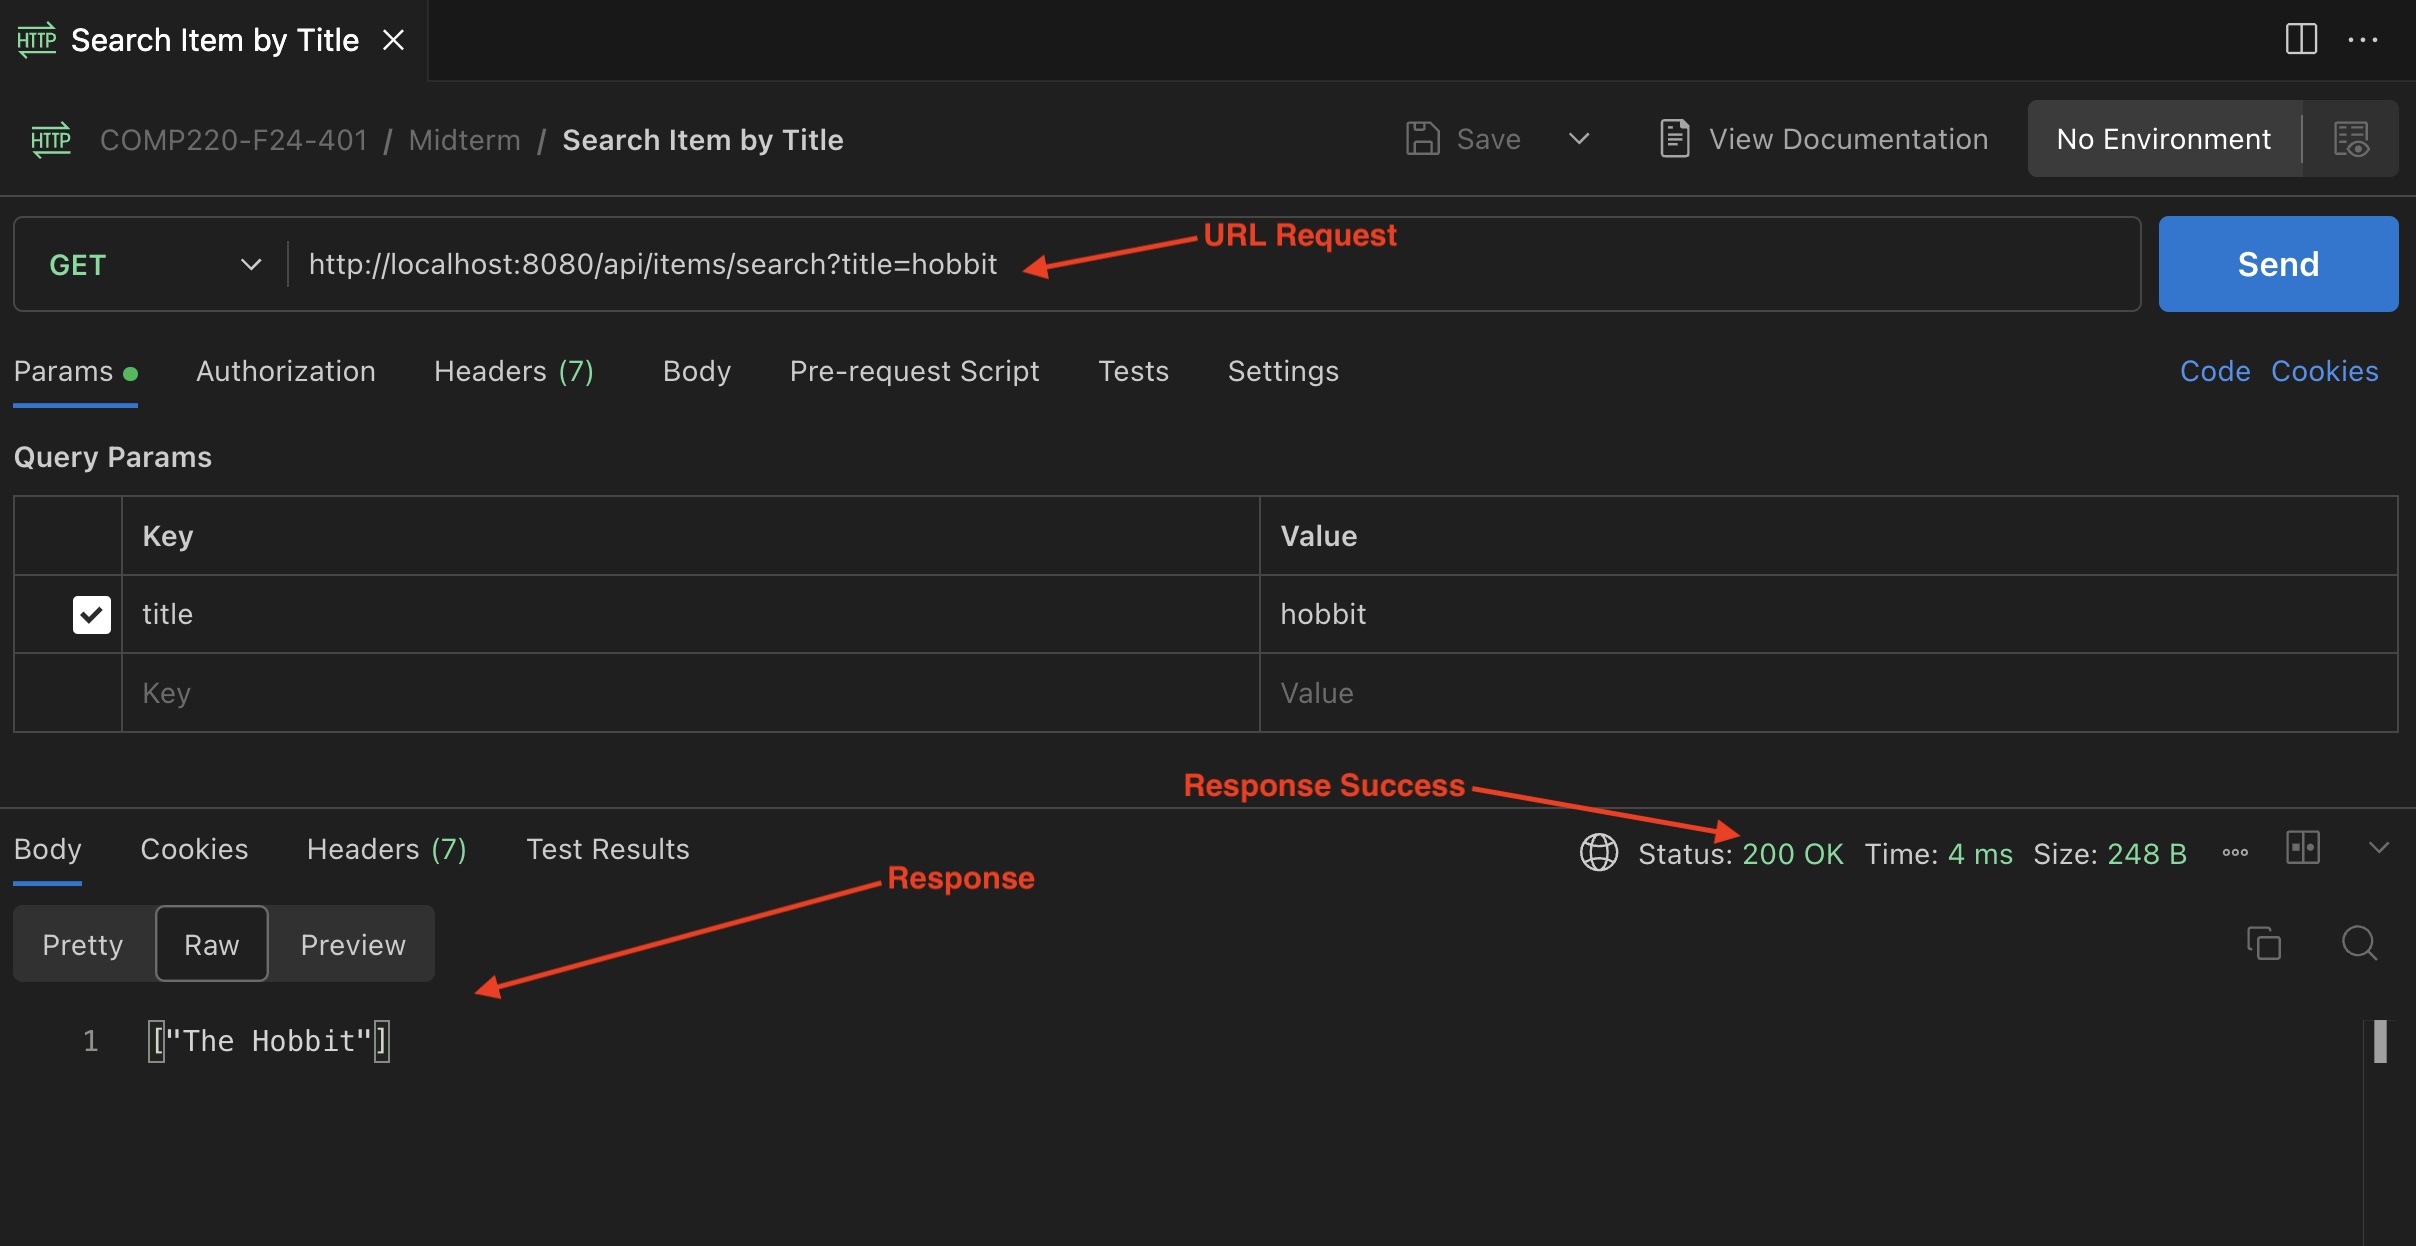 HTTP Search Item by Title
HTTP COMP220-F24-401 / Midterm / Search Item by Title Save View Documentation No Environment
URL Request
GET http://localhost:8080/api/items/search?title=hobbit Send
Params Authorization Headers (7) Body Pre-request Script Tests Settings Code Cookies
Query Params
Key Value
title hobbit
Key Value
Response Success
Body Cookies Headers (7) Test Results Status: 200 OK Time: 4 ms Size: 248 B
Response
Pretty Raw Preview
1 ["The Hobbit"]